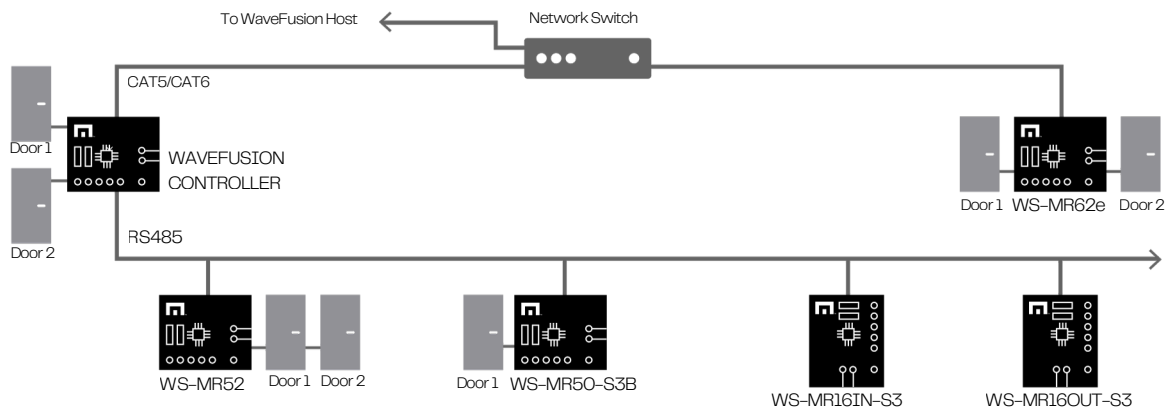 To WaveFusion Host
Network Switch
CAT5/CAT6
Door 1
WAVEFUSION
CONTROLLER
Door 2
Door 1
WS-MR62e
Door 2
RS485
WS-MR52
Door 1
Door 2
Door 1
WS-MR50-S3B
WS-MR16IN-S3
WS-MR16OUT-S3